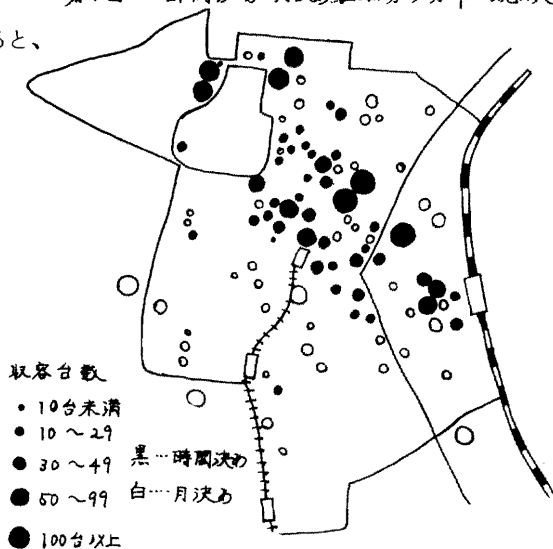 ると、
収容台数
10台未満
10〜29
30〜49
50〜99
100台以上
黒…時間決め
白…月決め